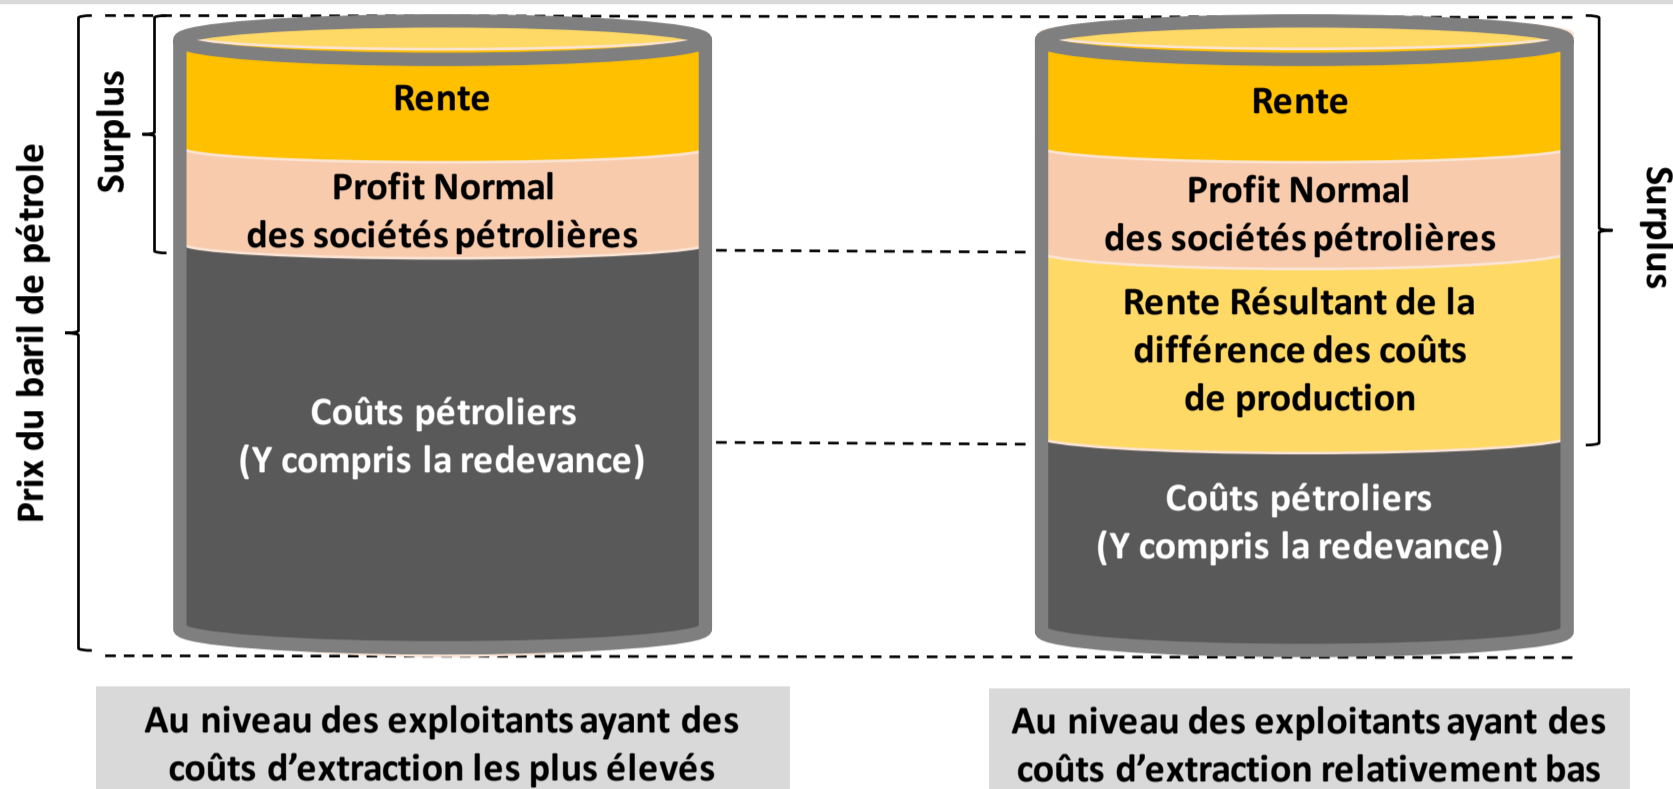 Prix du baril de pétrole
Surplus
Rente
Profit Normal
des sociétés pétrolières
Coûts pétroliers
(Y compris la redevance)
Au niveau des exploitants ayant des
coûts d’extraction les plus élevés
Rente
Profit Normal
des sociétés pétrolières
Rente Résultant de la
différence des coûts
de production
Coûts pétroliers
(Y compris la redevance)
Surplus
Au niveau des exploitants ayant des
coûts d’extraction relativement bas